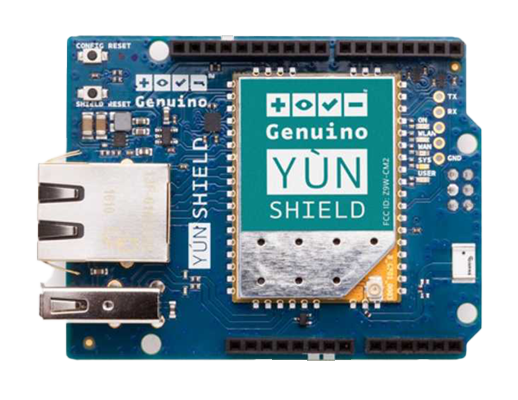 CONFIG RESET
SHIELD RESET
Genuino
YÙN SHIELD
Genuino
YÙN
SHIELD
FCC ID: Z9W-CM2
ON
WLAN
WAN
SYS
USER
TX
RX
GND